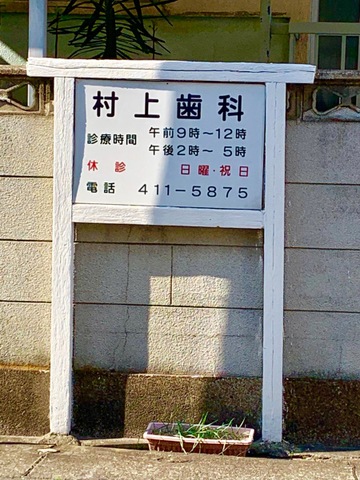 村上歯科
診療時間 午前9時～12時
午後2時～ 5時
休診 日曜・祝日
電話 411-5875